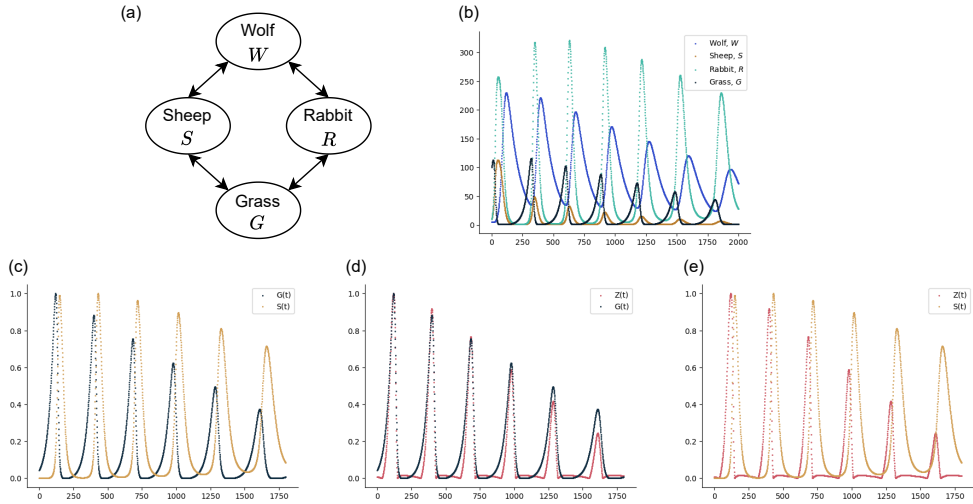 (a)
Wolf
W
Sheep
S
Rabbit
R
Grass
G
(b)
Wolf, W
Sheep, S
Rabbit, R
Grass, G
300
250
200
150
100
50
0
0 250 500 750 1000 1250 1500 1750 2000
(c)
G(t)
S(t)
1.0
0.8
0.6
0.4
0.2
0.0
0 250 500 750 1000 1250 1500 1750
(d)
Z(t)
G(t)
1.0
0.8
0.6
0.4
0.2
0.0
0 250 500 750 1000 1250 1500 1750
(e)
Z(t)
S(t)
1.0
0.8
0.6
0.4
0.2
0.0
0 250 500 750 1000 1250 1500 1750